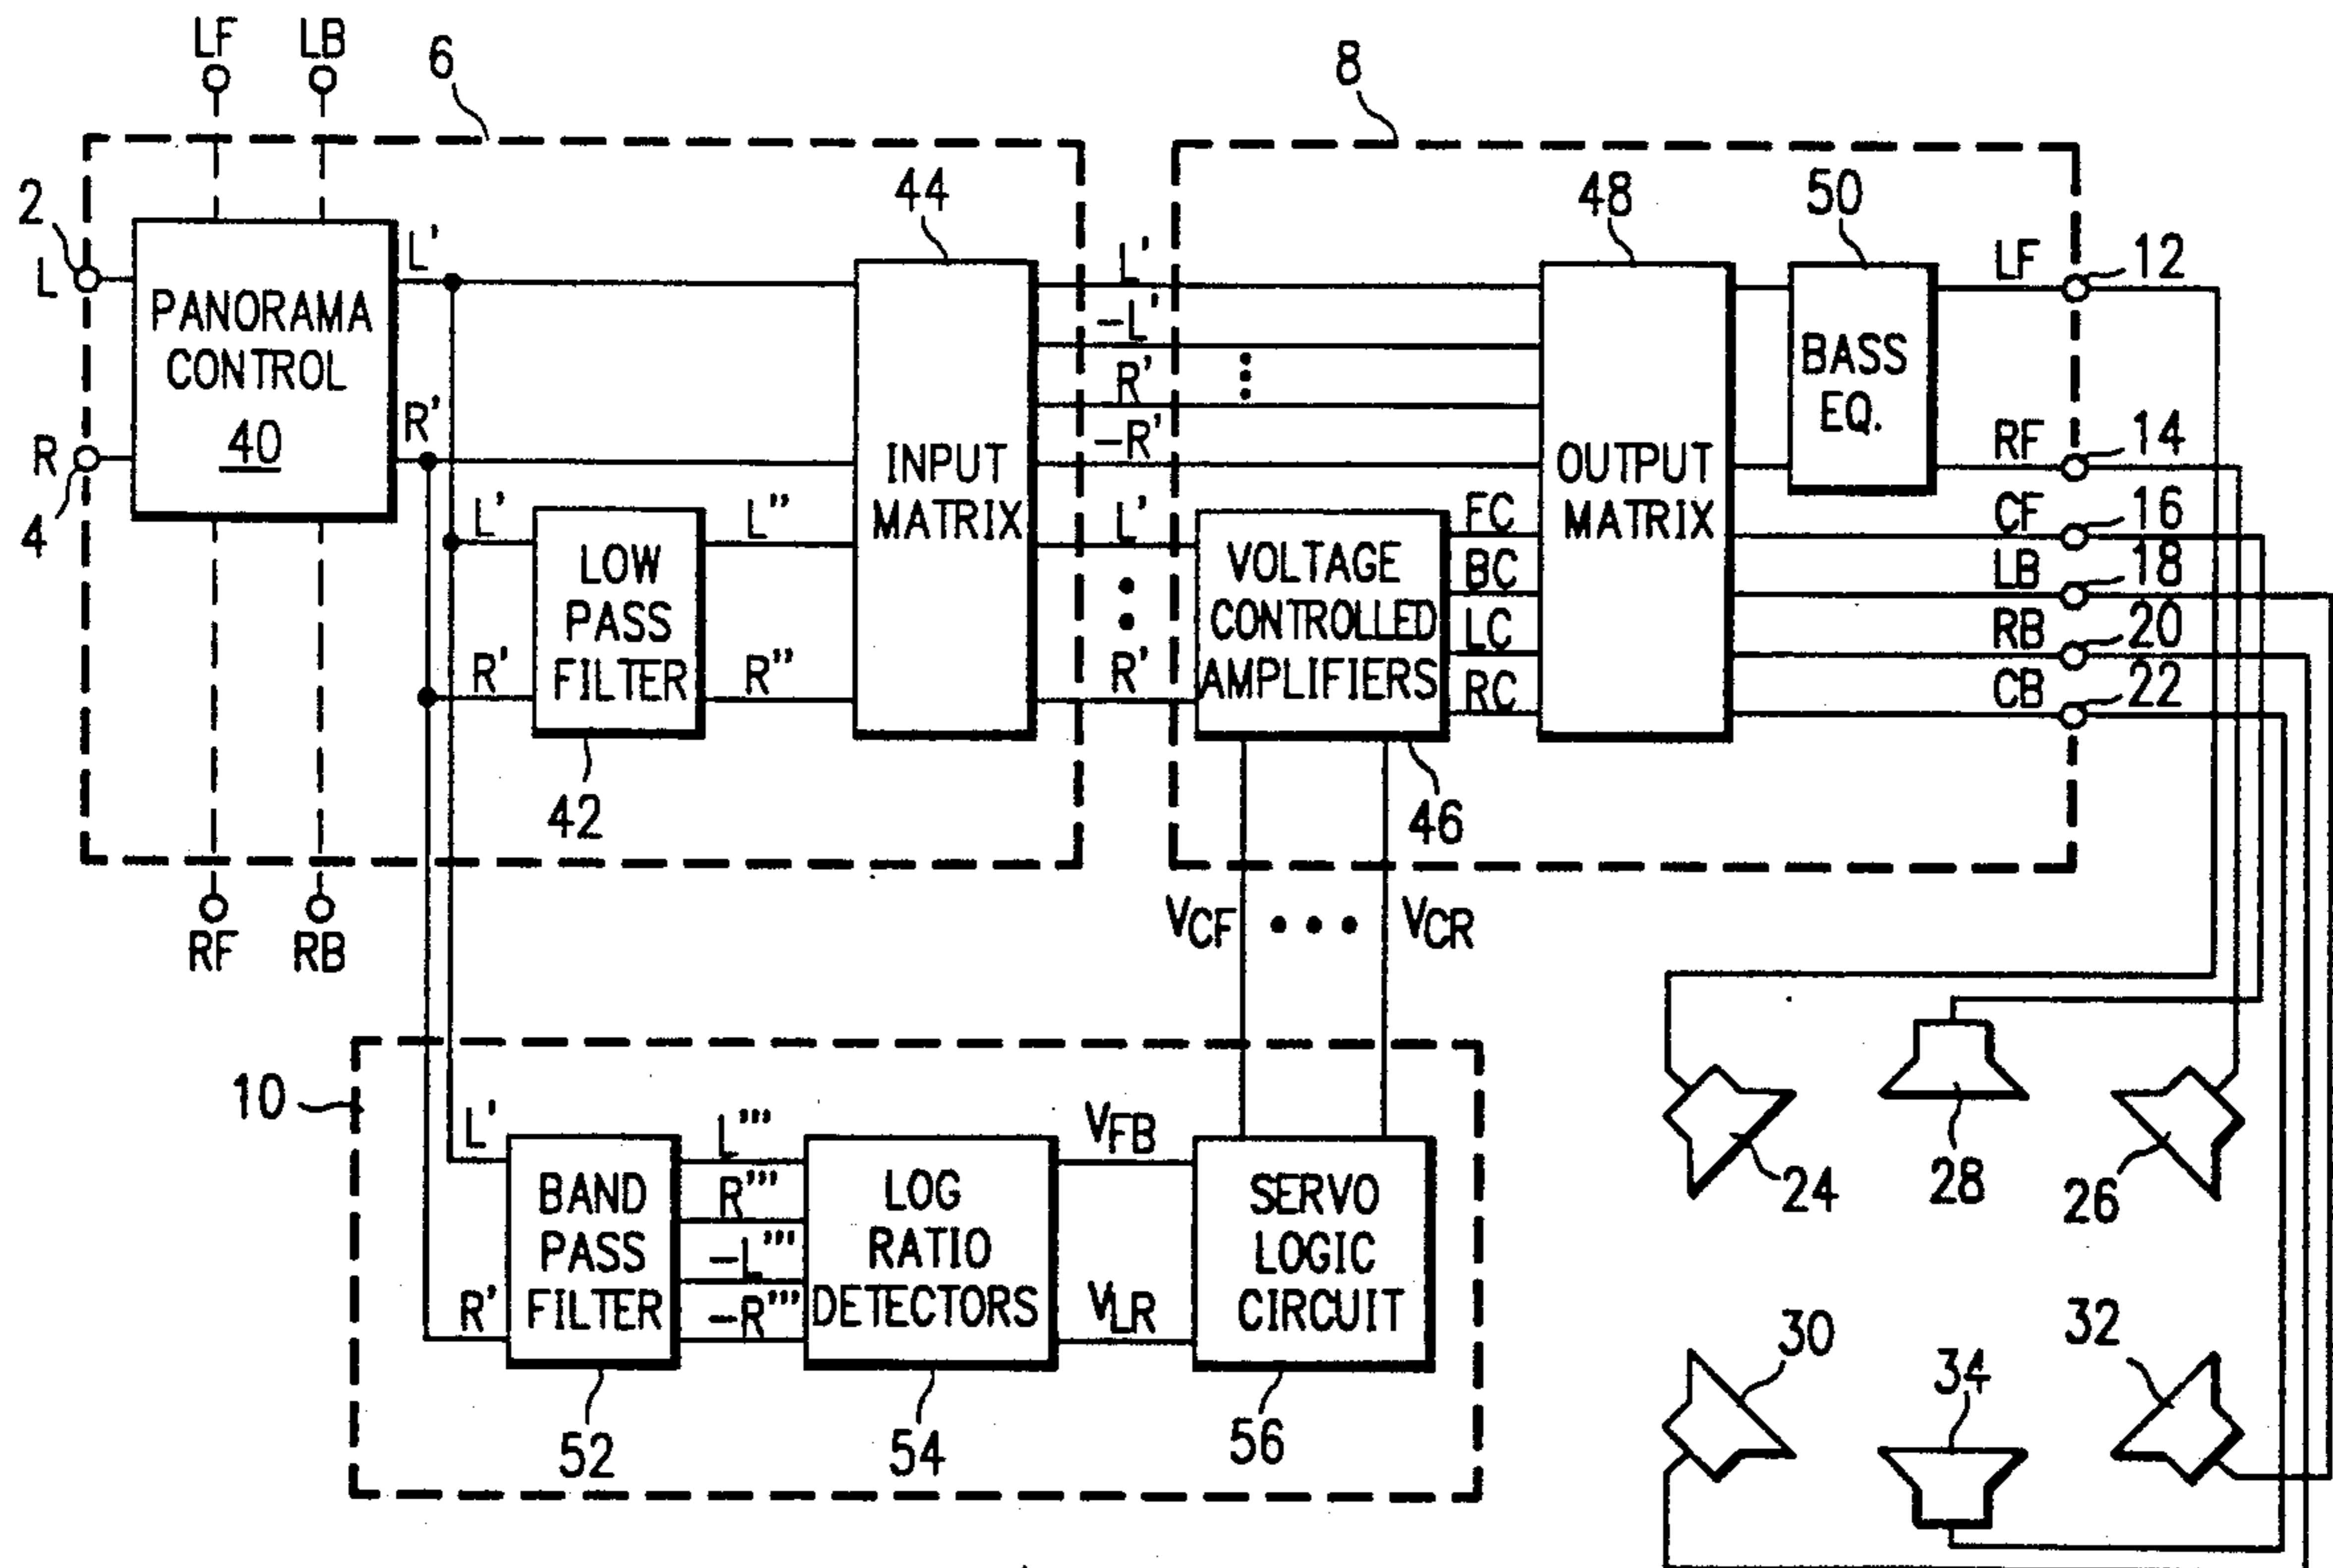 LF LB
6
8
2
44
48
50
L
PANORAMA
CONTROL
40
L'
L'
-L'
R'
-R'
BASS
EQ.
LF
12
R
4
R'
INPUT
MATRIX
OUTPUT
MATRIX
RF
14
CF
16
LB
18
RB
20
CB
22
L'
R'
LOW
PASS
FILTER
L"
R"
42
L'
R'
VOLTAGE
CONTROLLED
AMPLIFIERS
FC
BC
LC
RC
46
RF RB
VCF ••• VCR
10
L'
R'
BAND
PASS
FILTER
52
L'''
R'''
-L'''
-R'''
LOG
RATIO
DETECTORS
54
VFB
VLR
SERVO
LOGIC
CIRCUIT
56
24
28
26
30
34
32